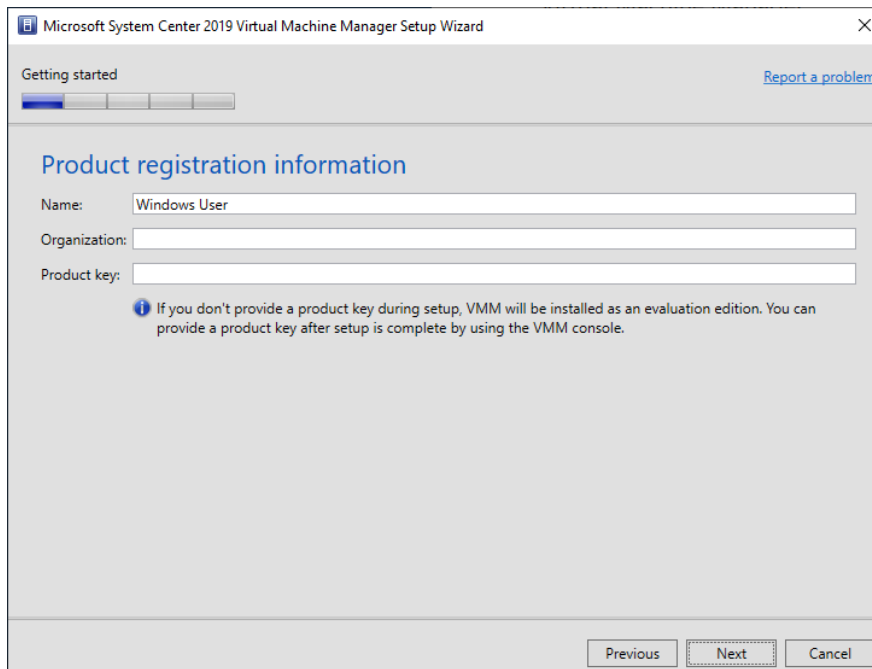 Microsoft System Center 2019 Virtual Machine Manager Setup Wizard
Getting started
Report a problem
Product registration information
Name:
Windows User
Organization:
Product key:
If you don't provide a product key during setup, VMM will be installed as an evaluation edition. You can
provide a product key after setup is complete by using the VMM console.
Previous
Next
Cancel